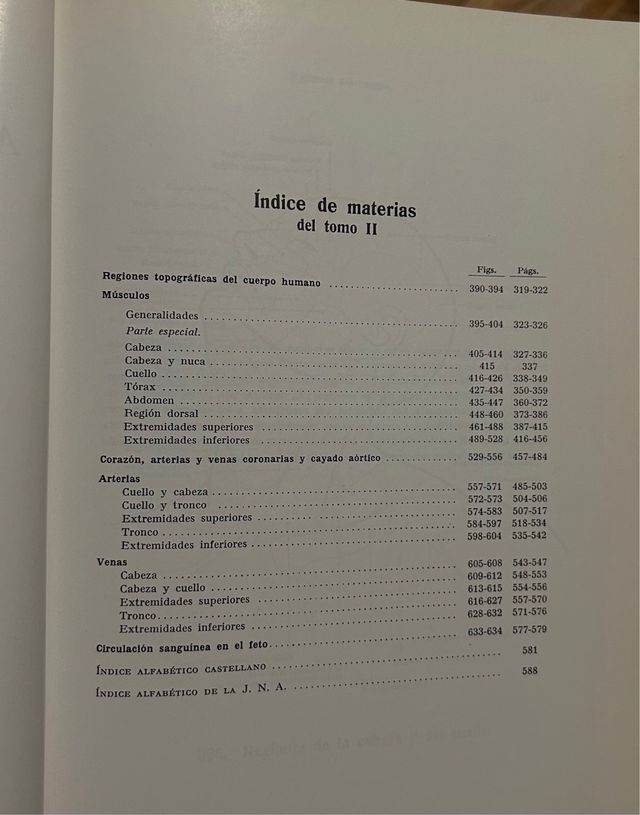 Índice de materias
del tomo II
Figs. Págs.
Regiones topográficas del cuerpo humano ........................ 390-394 319-322
Músculos
Generalidades ........................ 395-404 323-326
Parte especial.
Cabeza ........................ 405-414 327-336
Cabeza y nuca ........................ 415 337
Cuello ........................ 416-426 338-349
Tórax ........................ 427-434 350-359
Abdomen ........................ 435-447 360-372
Región dorsal ........................ 448-460 373-386
Extremidades superiores ........................ 461-488 387-415
Extremidades inferiores ........................ 489-528 416-456
Corazón, arterias y venas coronarias y cayado aórtico ............. 529-556 457-484
Arterias
Cuello y cabeza ........................ 557-571 485-503
Cuello y tronco ........................ 572-573 504-506
Extremidades superiores ........................ 574-583 507-517
Tronco ........................ 584-597 518-534
Extremidades inferiores ........................ 598-604 535-542
Venas
Cabeza ........................ 605-608 543-547
Cabeza y cuello ........................ 609-612 548-553
Extremidades superiores ........................ 613-615 554-556
Tronco ........................ 616-627 557-570
Extremidades inferiores ........................ 628-632 571-576
Circulación sanguínea en el feto ........................ 633-634 577-579
ÍNDICE ALFABÉTICO CASTELLANO ........................ 581
ÍNDICE ALFABÉTICO DE LA J. N. A. ........................ 588